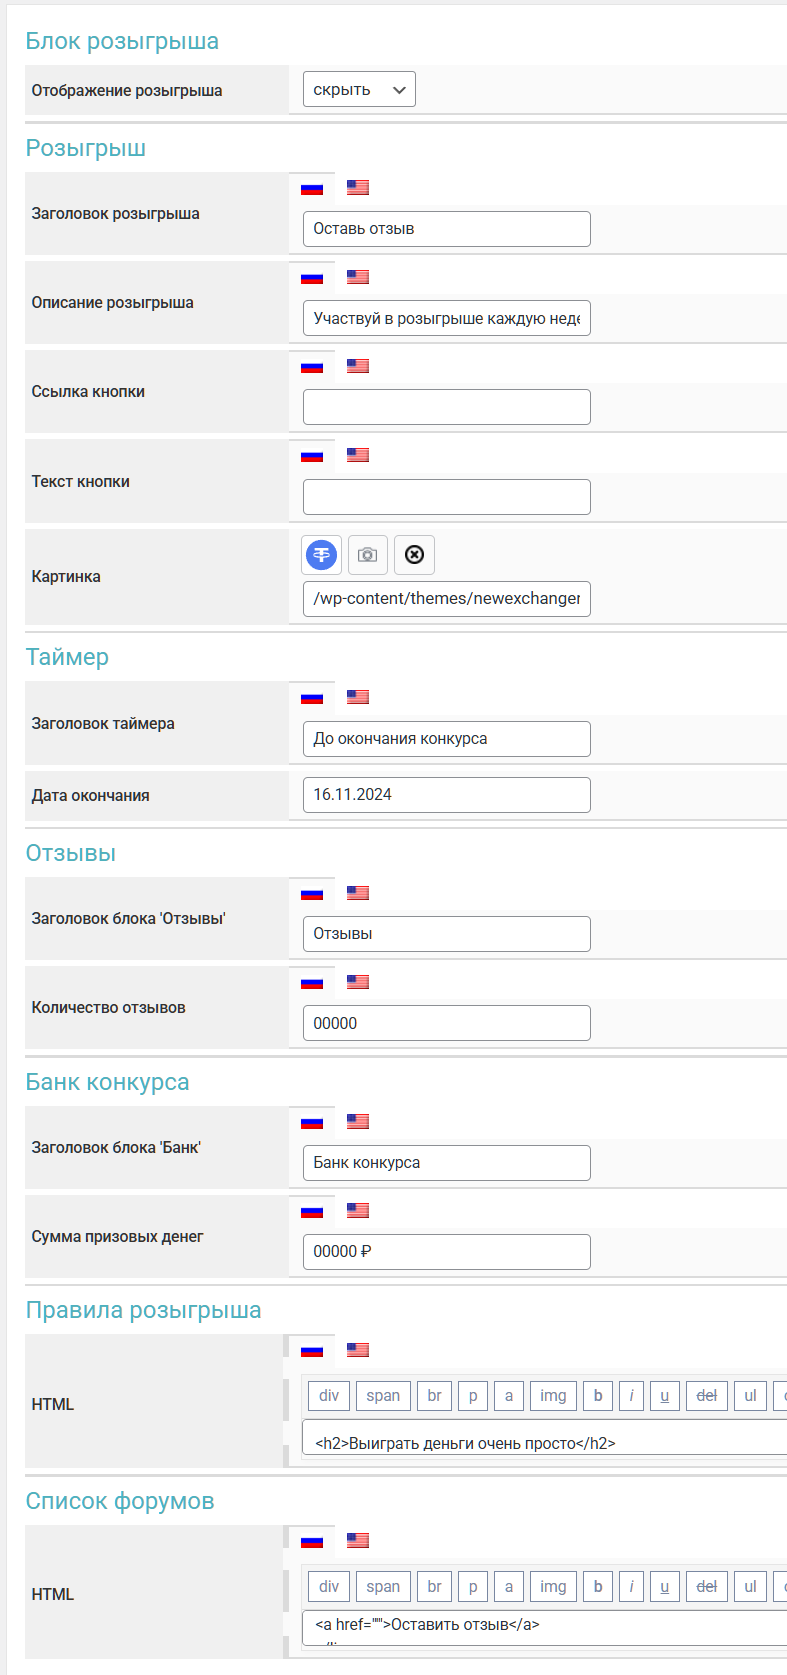 Блок розыгрыша
Отображение розыгрыша
скрыть
Розыгрыш
Заголовок розыгрыша
Оставь отзыв
Описание розыгрыша
Участвуй в розыгрыше каждую неде
Ссылка кнопки
Текст кнопки
Картинка
/wp-content/themes/newexchanger
Таймер
Заголовок таймера
До окончания конкурса
Дата окончания
16.11.2024
Отзывы
Заголовок блока 'Отзывы'
Отзывы
Количество отзывов
00000
Банк конкурса
Заголовок блока 'Банк'
Банк конкурса
Сумма призовых денег
00000 ₽
Правила розыгрыша
HTML
div span br p a img b i u del ul
<h2>Выиграть деньги очень просто</h2>
Список форумов
HTML
div span br p a img b i u del ul
<a href="">Оставить отзыв</a>